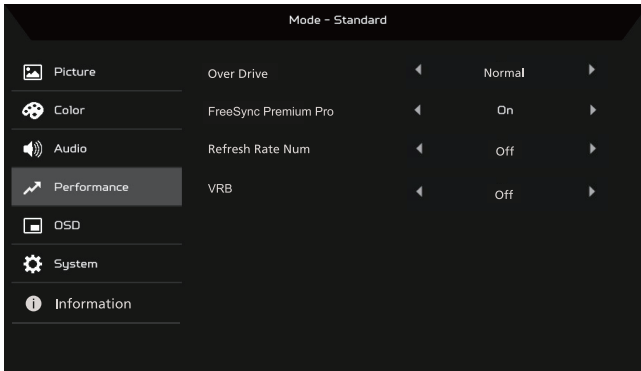 Mode - Standard
Picture
Color
Audio
Performance
OSD
System
Information
Over Drive Normal
FreeSync Premium Pro On
Refresh Rate Num Off
VRB Off